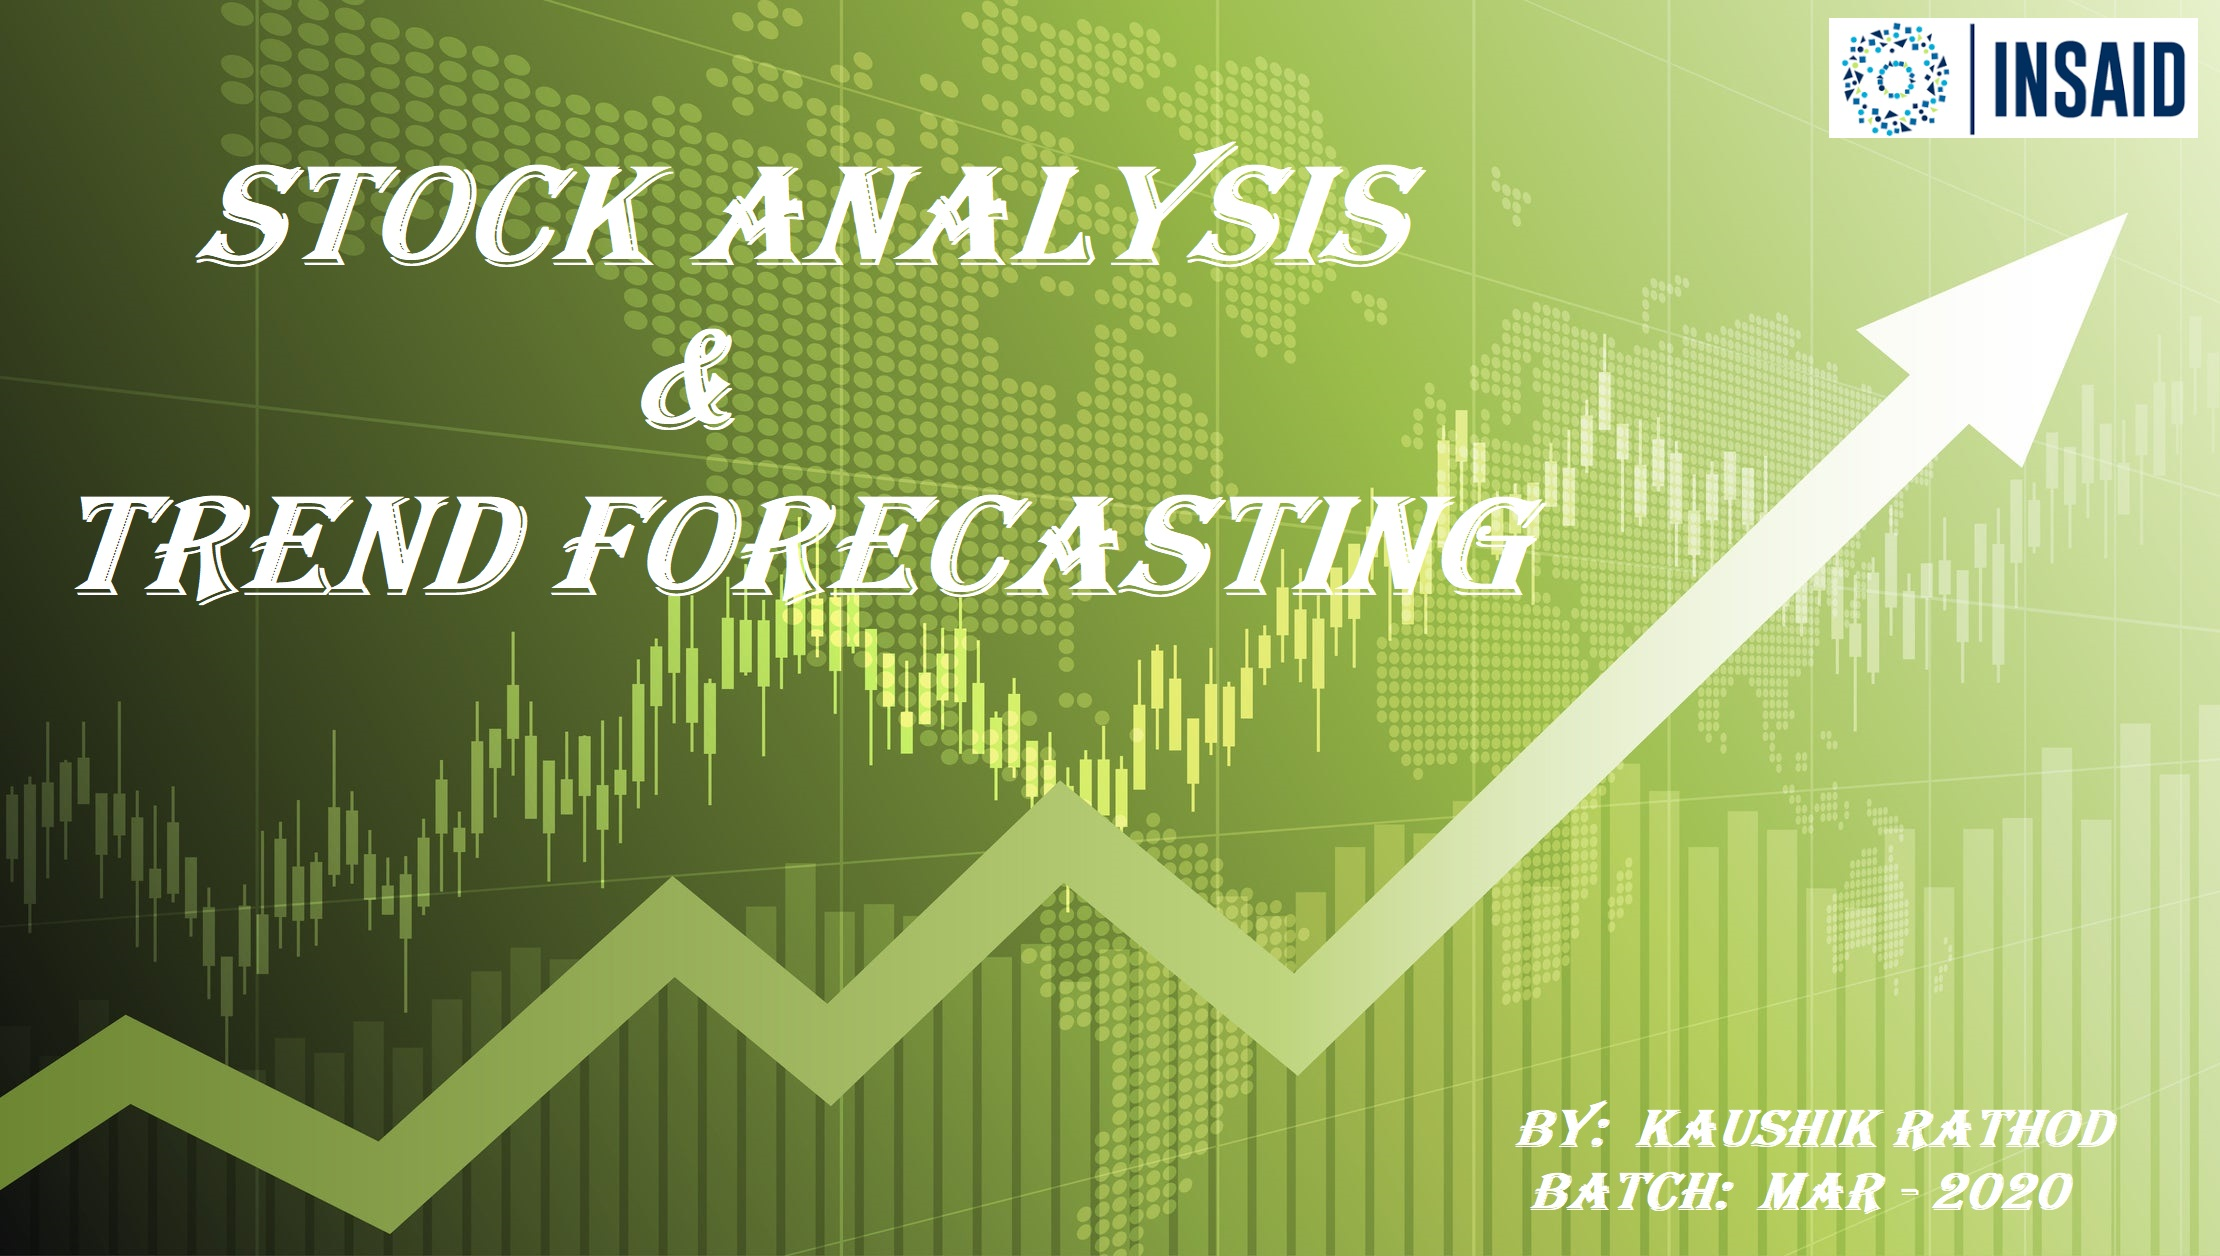 INSAID
STOCK ANALYSIS
&
TREND FORECASTING
BY: KAUSHIK RATHOD
BATCH: MAR - 2020